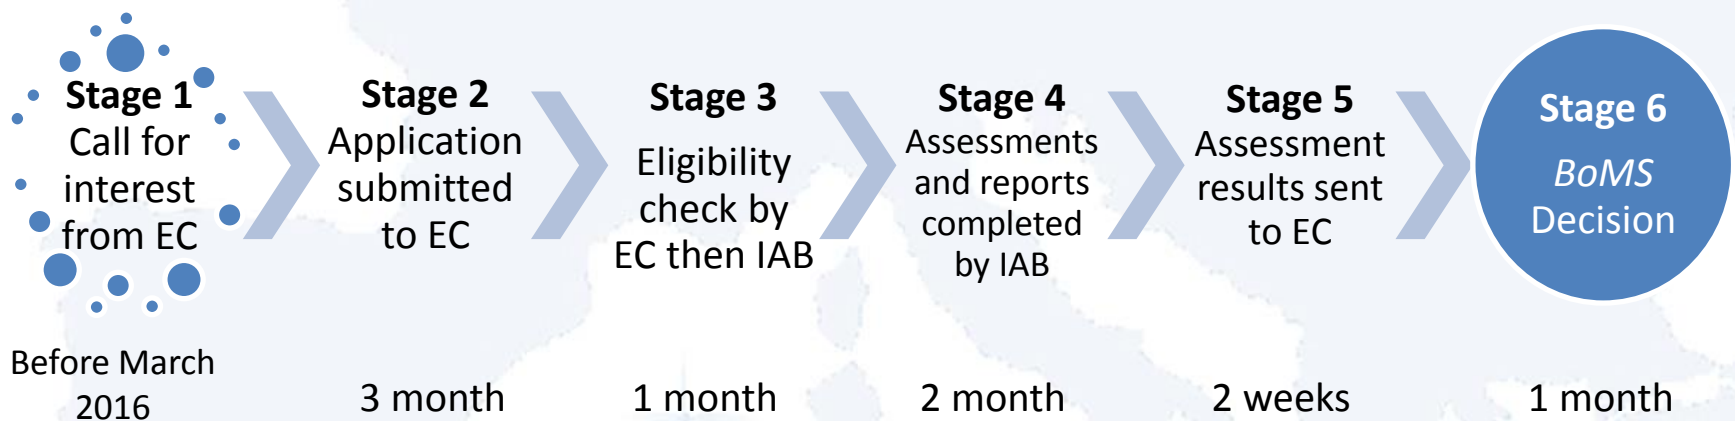 Stage 1
Call for
interest
from EC
Before March
2016
Stage 2
Application
submitted
to EC
3 month
Stage 3
Eligibility
check by
EC then IAB
1 month
Stage 4
Assessments
and reports
completed
by IAB
2 month
Stage 5
Assessment
results sent
to EC
2 weeks
Stage 6
BoMS
Decision
1 month